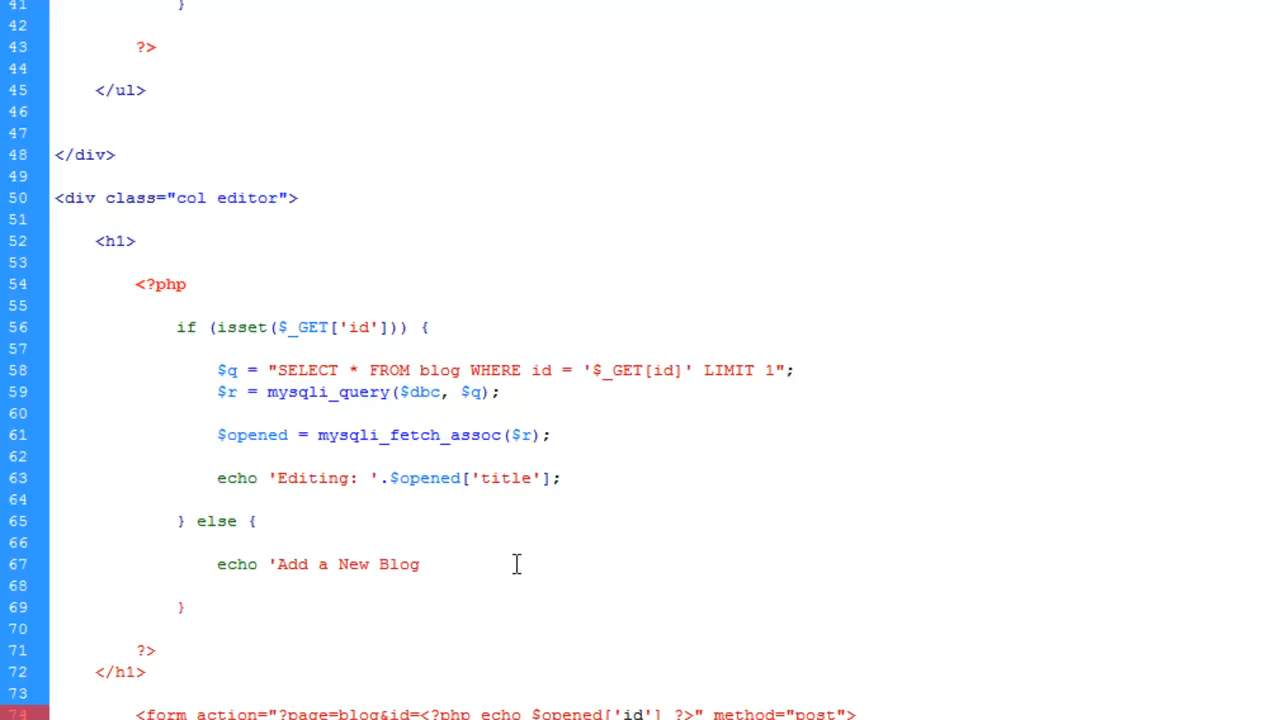 41 }
42
43 ?>
44
45 </ul>
46
47
48 </div>
49
50 <div class="col editor">
51
52 <h1>
53
54 <?php
55
56 if (isset($_GET['id'])) {
57
58 $q = "SELECT * FROM blog WHERE id = '$_GET[id]' LIMIT 1";
59 $r = mysqli_query($dbc, $q);
60
61 $opened = mysqli_fetch_assoc($r);
62
63 echo 'Editing: '.$opened['title'];
64
65 } else {
66
67 echo 'Add a New Blog
68
69 }
70
71 ?>
72 </h1>
73
74 <form action="?page=blog&id=<?php echo $opened['id'] ?>" method="post">